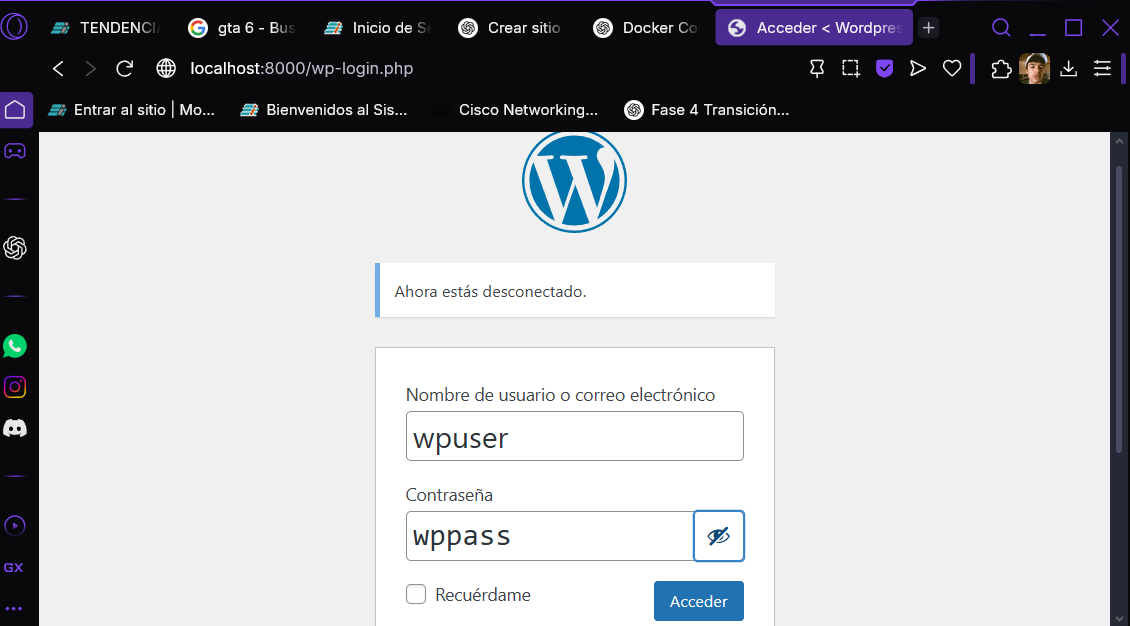 TENDENCIA
gta 6 - Bus
Inicio de Se
Crear sitio
Docker Co
Acceder < Wordpres
localhost:8000/wp-login.php
Entrar al sitio | Mo...
Bienvenidos al Sis...
Cisco Networking...
Fase 4 Transición...
Ahora estás desconectado.
Nombre de usuario o correo electrónico
wpuser
Contraseña
wppass
Recuérdame
Acceder
GX